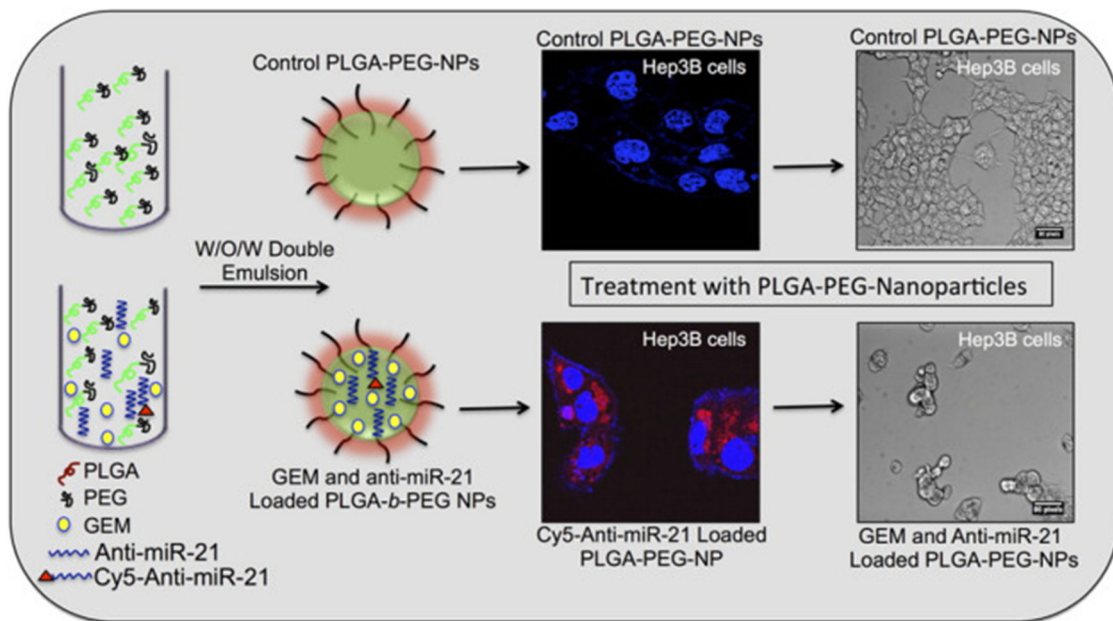 Control PLGA-PEG-NPs
Control PLGA-PEG-NPs
Hep3B cells
Control PLGA-PEG-NPs
Hep3B cells
W/O/W Double
Emulsion
Treatment with PLGA-PEG-Nanoparticles
GEM and anti-miR-21
Loaded PLGA-b-PEG NPs
Hep3B cells
Cy5-Anti-miR-21 Loaded
PLGA-PEG-NP
Hep3B cells
GEM and Anti-miR-21
Loaded PLGA-PEG-NPs
PLGA
PEG
GEM
Anti-miR-21
Cy5-Anti-miR-21